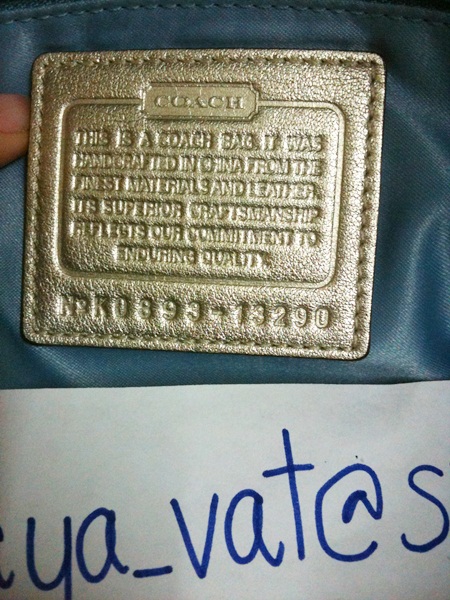 COACH
THIS IS A COACH BAG. IT WAS
HANDCRAFTED IN CHINA FROM THE
FINEST MATERIALS AND LEATHER.
ITS SUPERIOR CRAFTSMANSHIP
REFLECTS OUR COMMITMENT TO
ENDURING QUALITY.
Nº K0893-13290
ya_vat@s